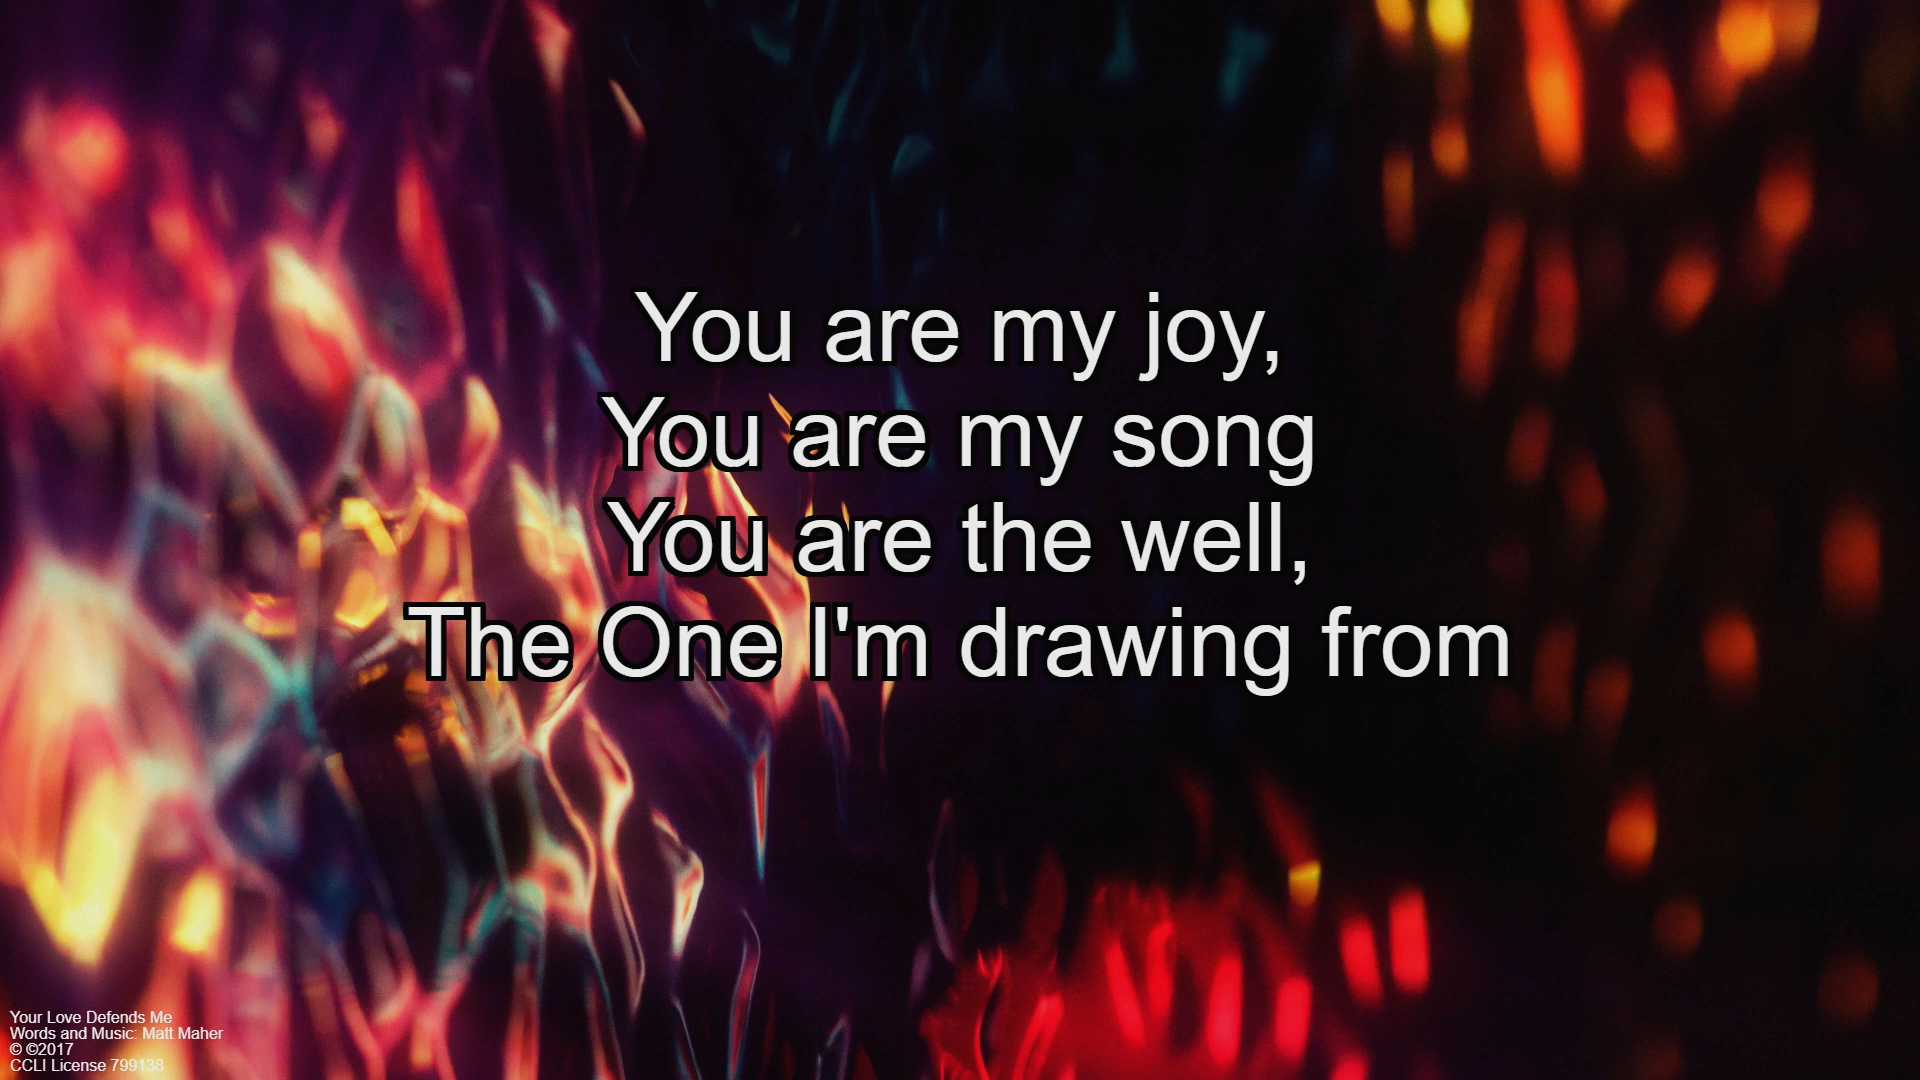 You are my joy,
You are my song
You are the well,
The One I'm drawing from
Your Love Defends Me
Words and Music: Matt Maher
© ©2017
CCLI License 799138